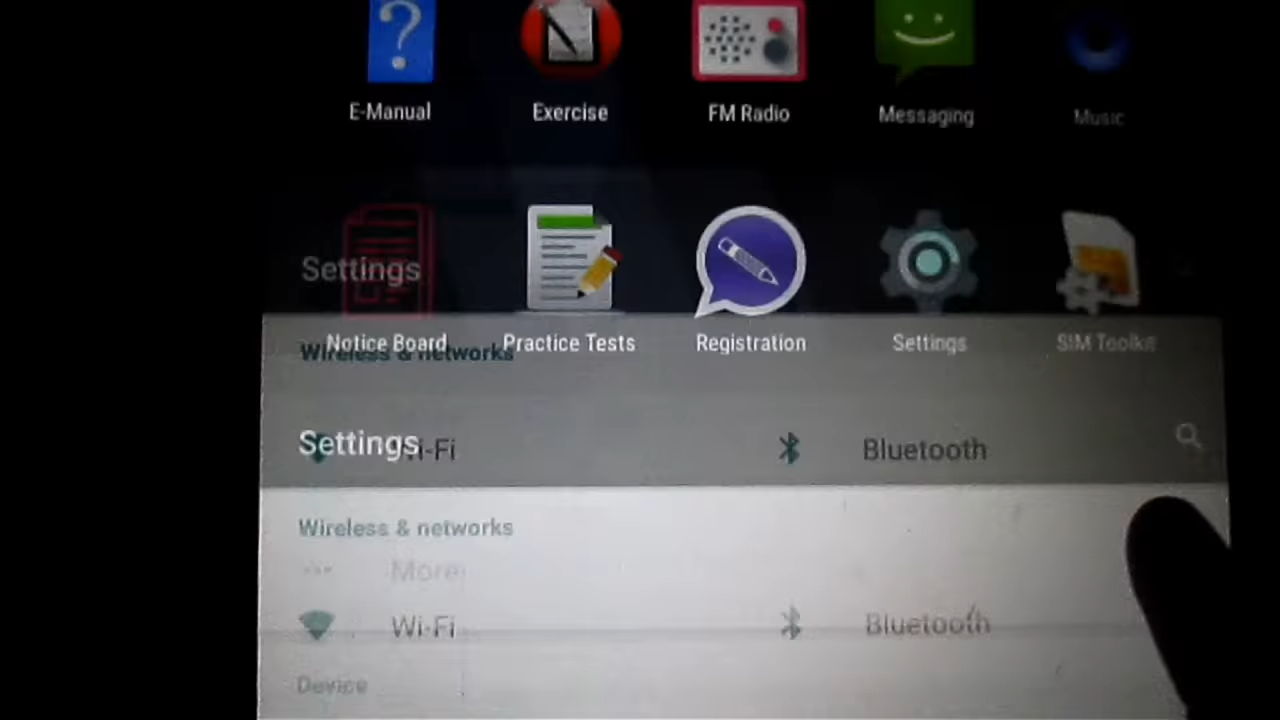 E-Manual Exercise FM Radio Messaging Music
Settings
Notice Board Practice Tests Registration Settings SIM Toolkit
Wireless & networks
Settings Wi-Fi Bluetooth
Wireless & networks
More
Wi-Fi Bluetooth
Device